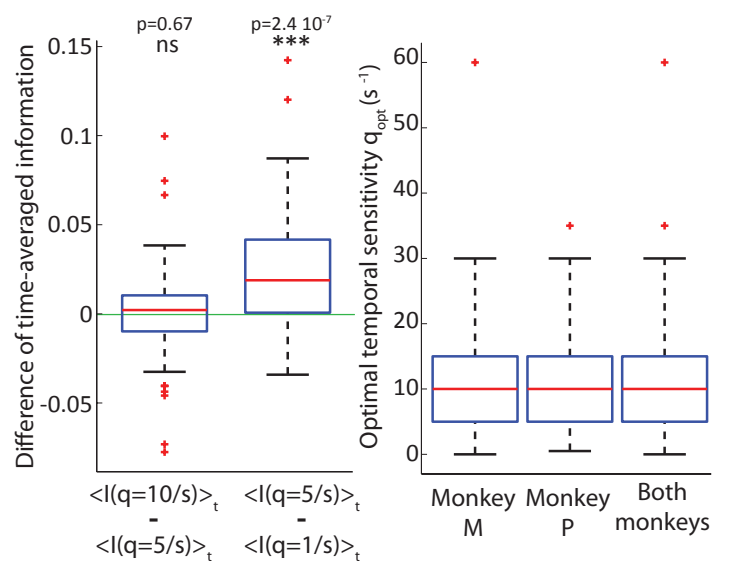 p=0.67
ns
p=2.4 10⁻⁷
***
Difference of time-averaged information
0.15
0.1
0.05
0
-0.05
<I(q=10/s)>t
-
<I(q=5/s)>t
<I(q=5/s)>t
-
<I(q=1/s)>t
Optimal temporal sensitivity qopt (s⁻¹)
60
50
40
30
20
10
0
Monkey
M
Monkey
P
Both
monkeys